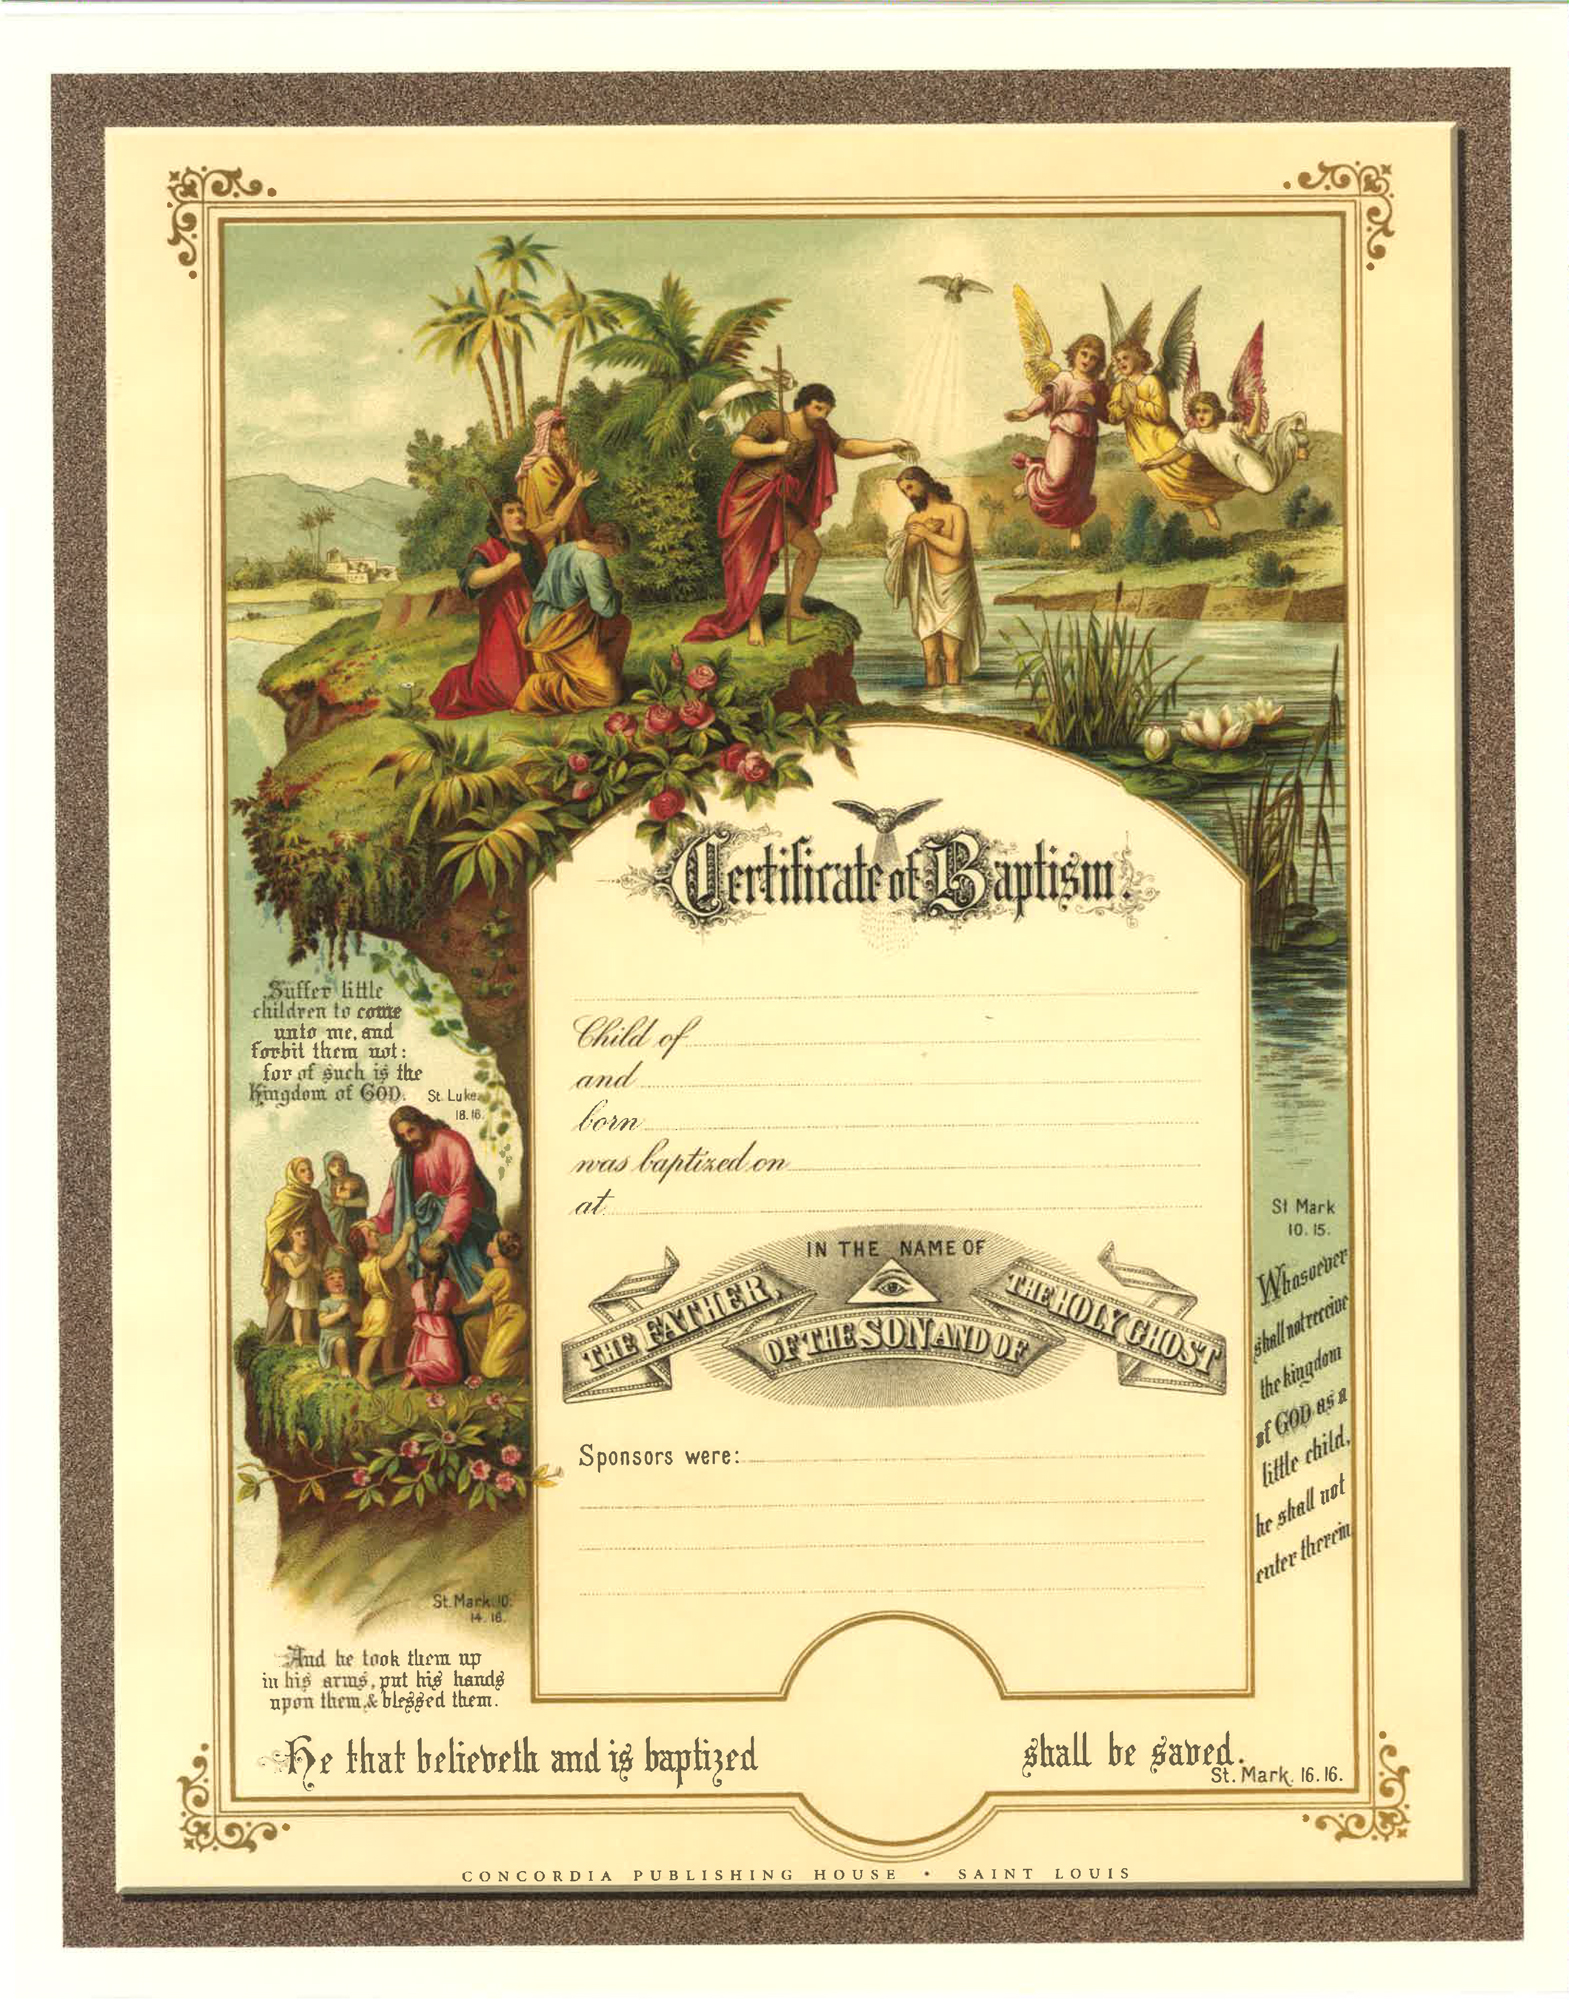 Certificate of Baptism.
Suffer little
children to come
unto me, and
forbit them not:
for of such is the
Kingdom of GOD.
St. Luke.
18.16.
Child of
and
born
was baptized on
at
IN THE NAME OF
THE FATHER,
OF THE SON AND OF
THE HOLY GHOST
Sponsors were:
St Mark
10. 15.
Whosoever
shall not receive
the kingdom
of GOD as a
little child,
he shall not
enter therein
St. Mark. 10.
14. 16.
And he took them up
in his arms, put his hands
upon them, & blessed them.
He that believeth and is baptized shall be saved.
St. Mark. 16. 16.
CONCORDIA PUBLISHING HOUSE • SAINT LOUIS